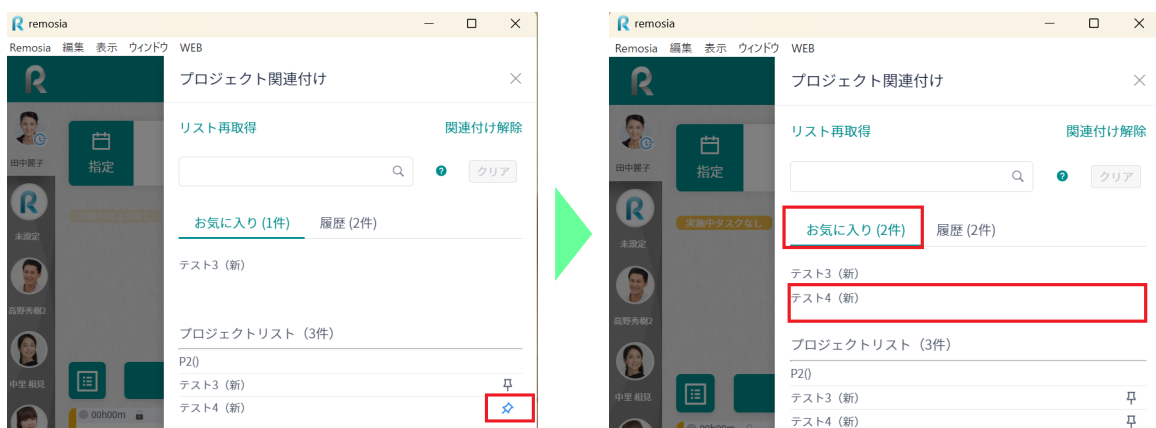 remosia
Remosia 編集 表示 ウィンドウ WEB
プロジェクト関連付け
リスト再取得 関連付け解除
田中麗子
指定
クリア
お気に入り (1件) 履歴 (2件)
未設定
テスト3（新）
高野秀樹2
プロジェクトリスト（3件）
P2()
中里 相見
テスト3（新）
テスト4（新）
00h00m
remosia
Remosia 編集 表示 ウィンドウ WEB
プロジェクト関連付け
リスト再取得 関連付け解除
田中麗子
指定
クリア
実施中タスクなし
お気に入り (2件) 履歴 (2件)
未設定
テスト3（新）
テスト4（新）
高野秀樹2
プロジェクトリスト（3件）
P2()
中里 相見
テスト3（新）
テスト4（新）
00h00m